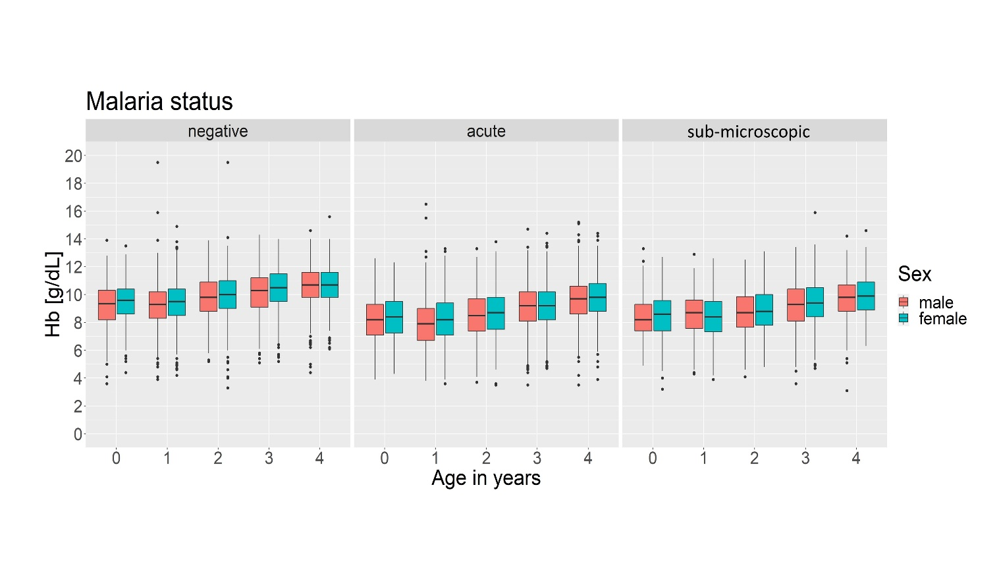 Malaria status
negative
acute
sub-microscopic
20
18
16
14
12
10
8
6
4
2
0
Hb [g/dL]
0 1 2 3 4
0 1 2 3 4
0 1 2 3 4
Age in years
Sex
male
female